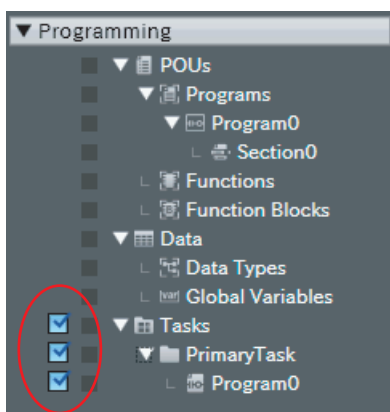 Programming
POUs
Programs
Program0
Section0
Functions
Function Blocks
Data
Data Types
Global Variables
Tasks
PrimaryTask
Program0